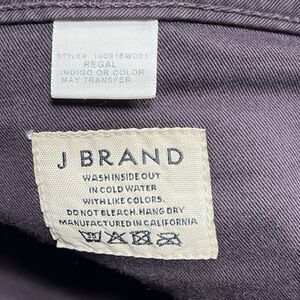 STYLE# 190916W001
REGAL
INDIGO OR COLOR
MAY TRANSFER
J BRAND
WASH INSIDE OUT
IN COLD WATER
WITH LIKE COLORS.
DO NOT BLEACH. HANG DRY
MANUFACTURED IN CALIFORNIA